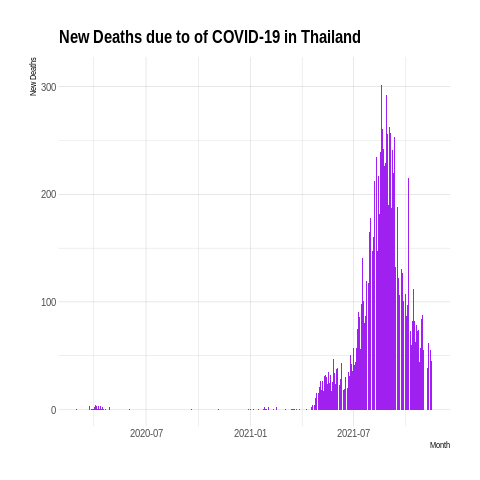 New Deaths due to of COVID-19 in Thailand
New Deaths
300
200
100
0
2020-07 2021-01 2021-07
Month